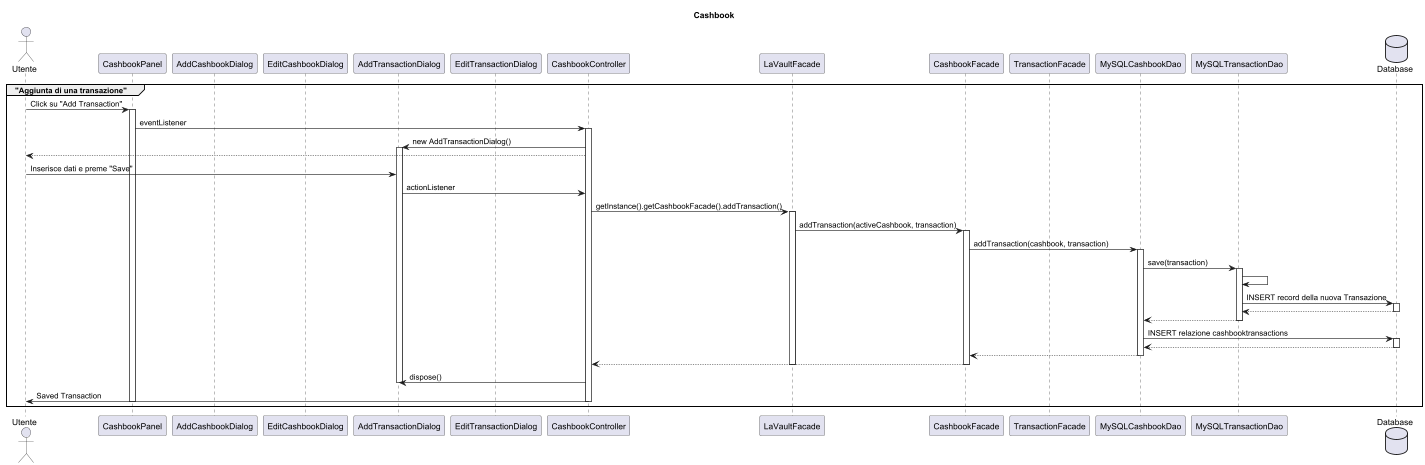 Cashbook
Utente
CashbookPanel
AddCashbookDialog
EditCashbookDialog
AddTransactionDialog
EditTransactionDialog
CashbookController
LaVaultFacade
CashbookFacade
TransactionFacade
MySQLCashbookDao
MySQLTransactionDao
Database
"Aggiunta di una transazione"
Click su "Add Transaction"
eventListener
new AddTransactionDialog()
Inserisce dati e preme "Save"
actionListener
getInstance().getCashbookFacade().addTransaction()
addTransaction(activeCashbook, transaction)
addTransaction(cashbook, transaction)
save(transaction)
INSERT record della nuova Transazione
INSERT relazione cashbooktransactions
dispose()
Saved Transaction
Utente
CashbookPanel
AddCashbookDialog
EditCashbookDialog
AddTransactionDialog
EditTransactionDialog
CashbookController
LaVaultFacade
CashbookFacade
TransactionFacade
MySQLCashbookDao
MySQLTransactionDao
Database